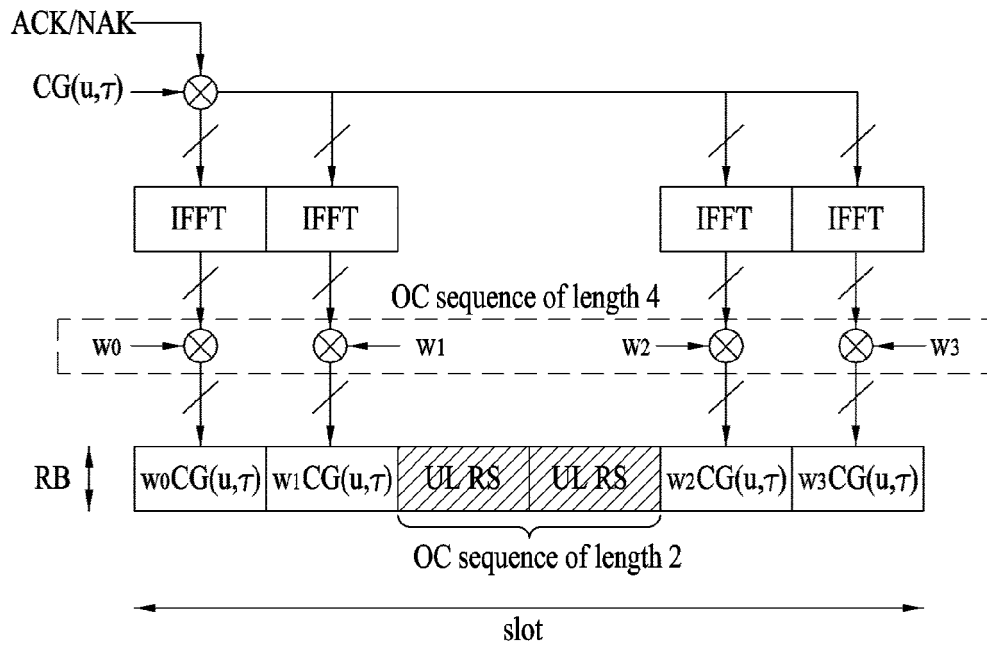 ACK/NAK
CG(u,τ)
IFFT IFFT IFFT IFFT
OC sequence of length 4
w0 w1 w2 w3
RB
w0CG(u,τ) w1CG(u,τ) UL RS UL RS w2CG(u,τ) w3CG(u,τ)
OC sequence of length 2
slot